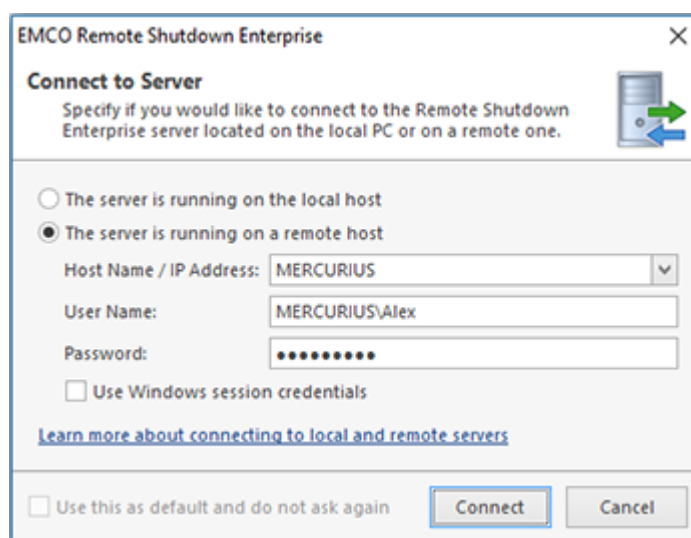 EMCO Remote Shutdown Enterprise
Connect to Server
Specify if you would like to connect to the Remote Shutdown
Enterprise server located on the local PC or on a remote one.
The server is running on the local host
The server is running on a remote host
Host Name / IP Address: MERCURIUS
User Name: MERCURIUS\Alex
Password: ●●●●●●●●●
Use Windows session credentials
Learn more about connecting to local and remote servers
Use this as default and do not ask again Connect Cancel